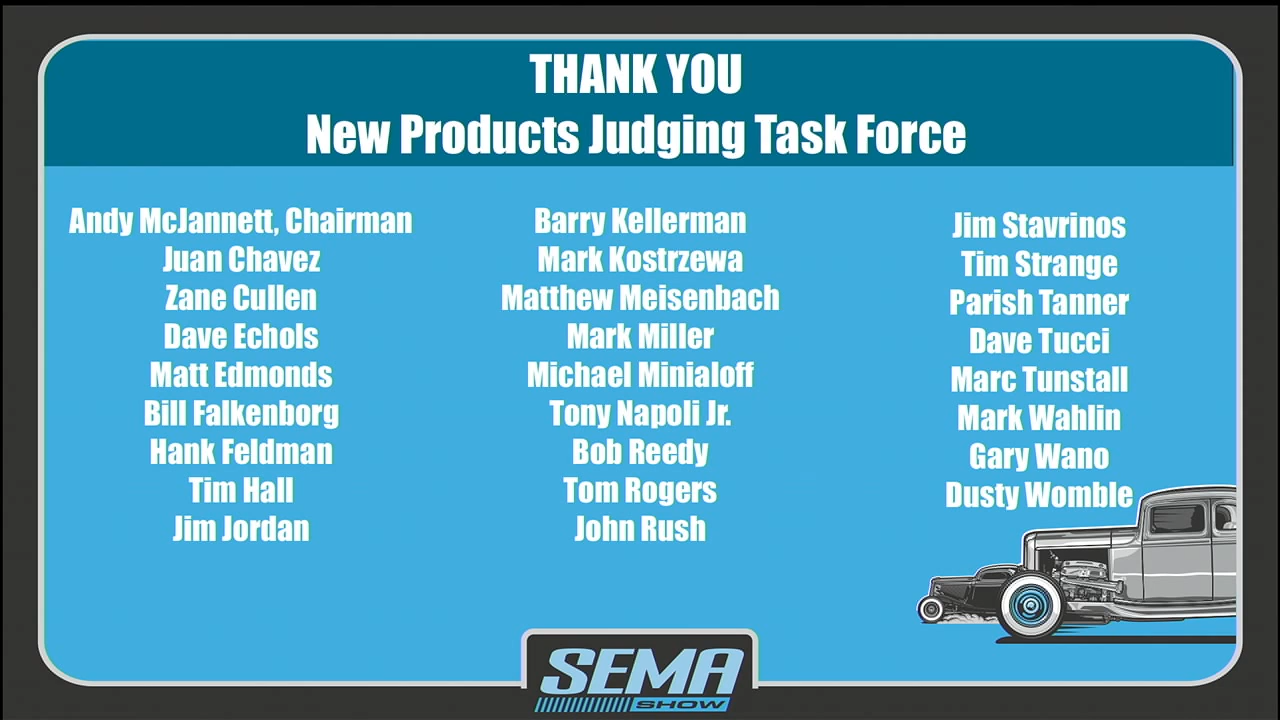 THANK YOU
New Products Judging Task Force
Andy McJannett, Chairman
Juan Chavez
Zane Cullen
Dave Echols
Matt Edmonds
Bill Falkenborg
Hank Feldman
Tim Hall
Jim Jordan
Barry Kellerman
Mark Kostrzewa
Matthew Meisenbach
Mark Miller
Michael Minialoff
Tony Napoli Jr.
Bob Reedy
Tom Rogers
John Rush
Jim Stavrinos
Tim Strange
Parish Tanner
Dave Tucci
Marc Tunstall
Mark Wahlin
Gary Wano
Dusty Womble
SEMA
SHOW